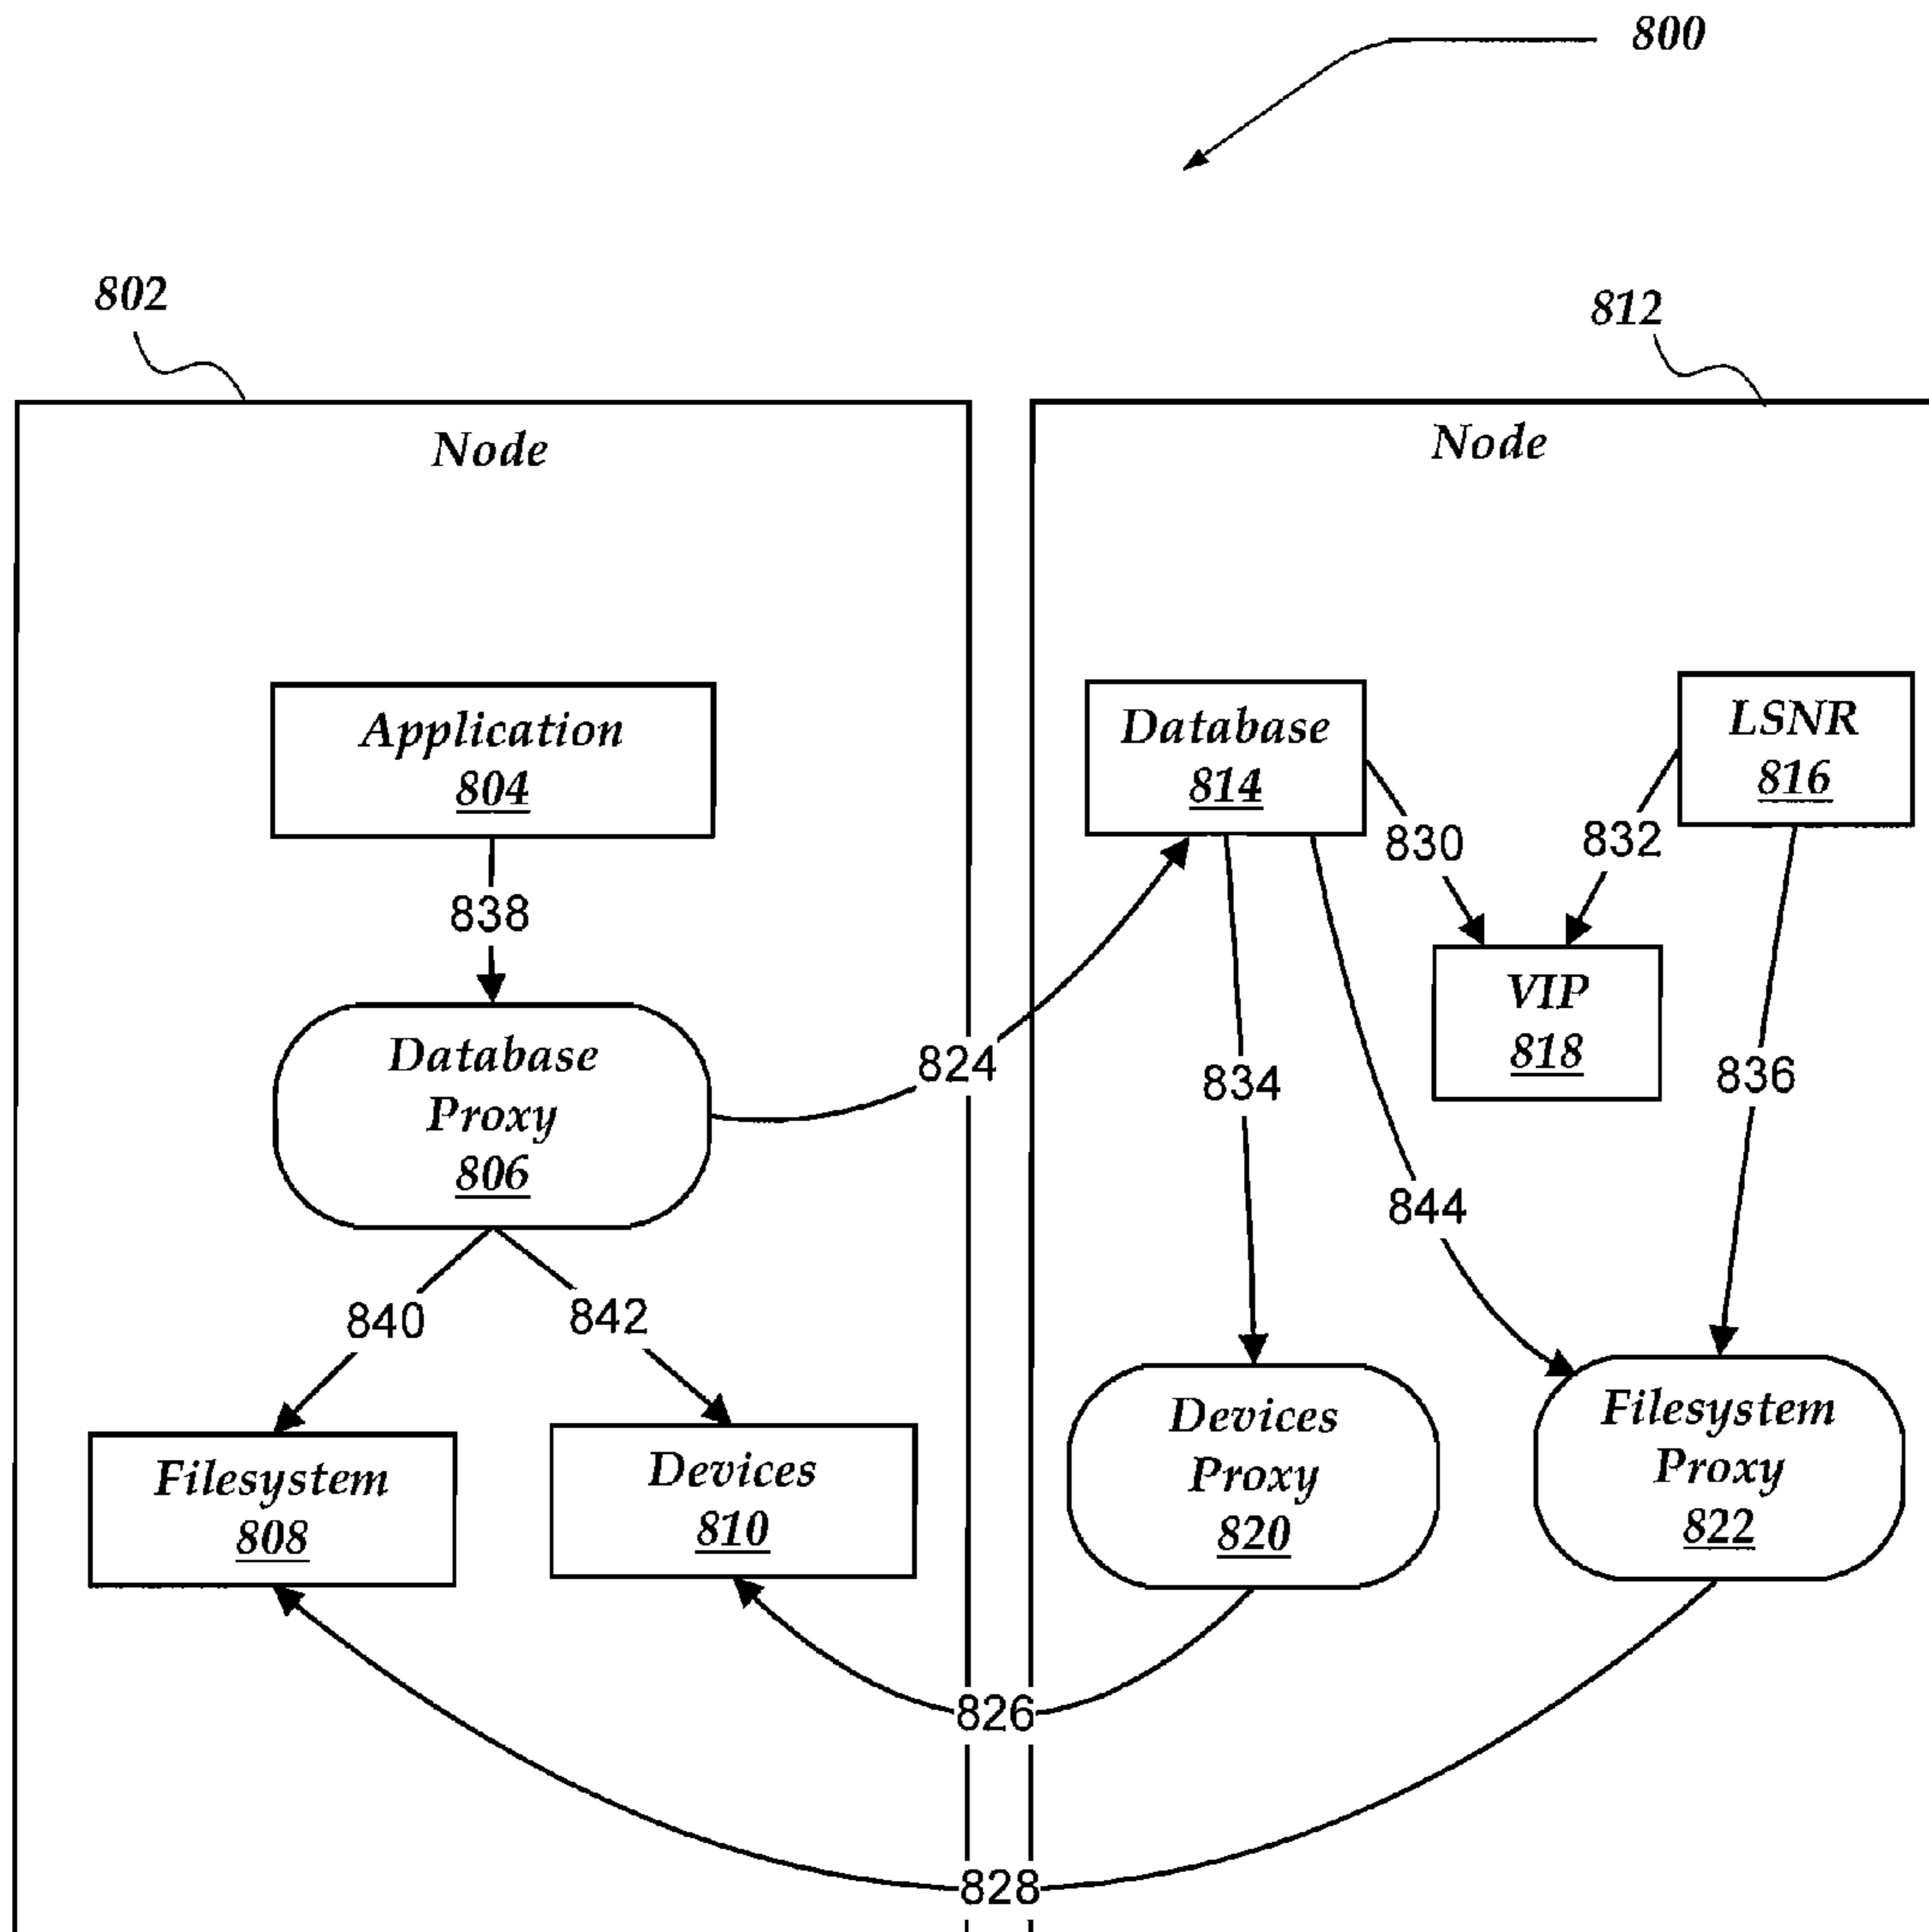 800
802
812
Node
Node
Application
804
Database
814
LSNR
816
830
832
838
VIP
818
Database
Proxy
806
824
834
836
844
840
842
Filesystem
808
Devices
810
Devices
Proxy
820
Filesystem
Proxy
822
826
828